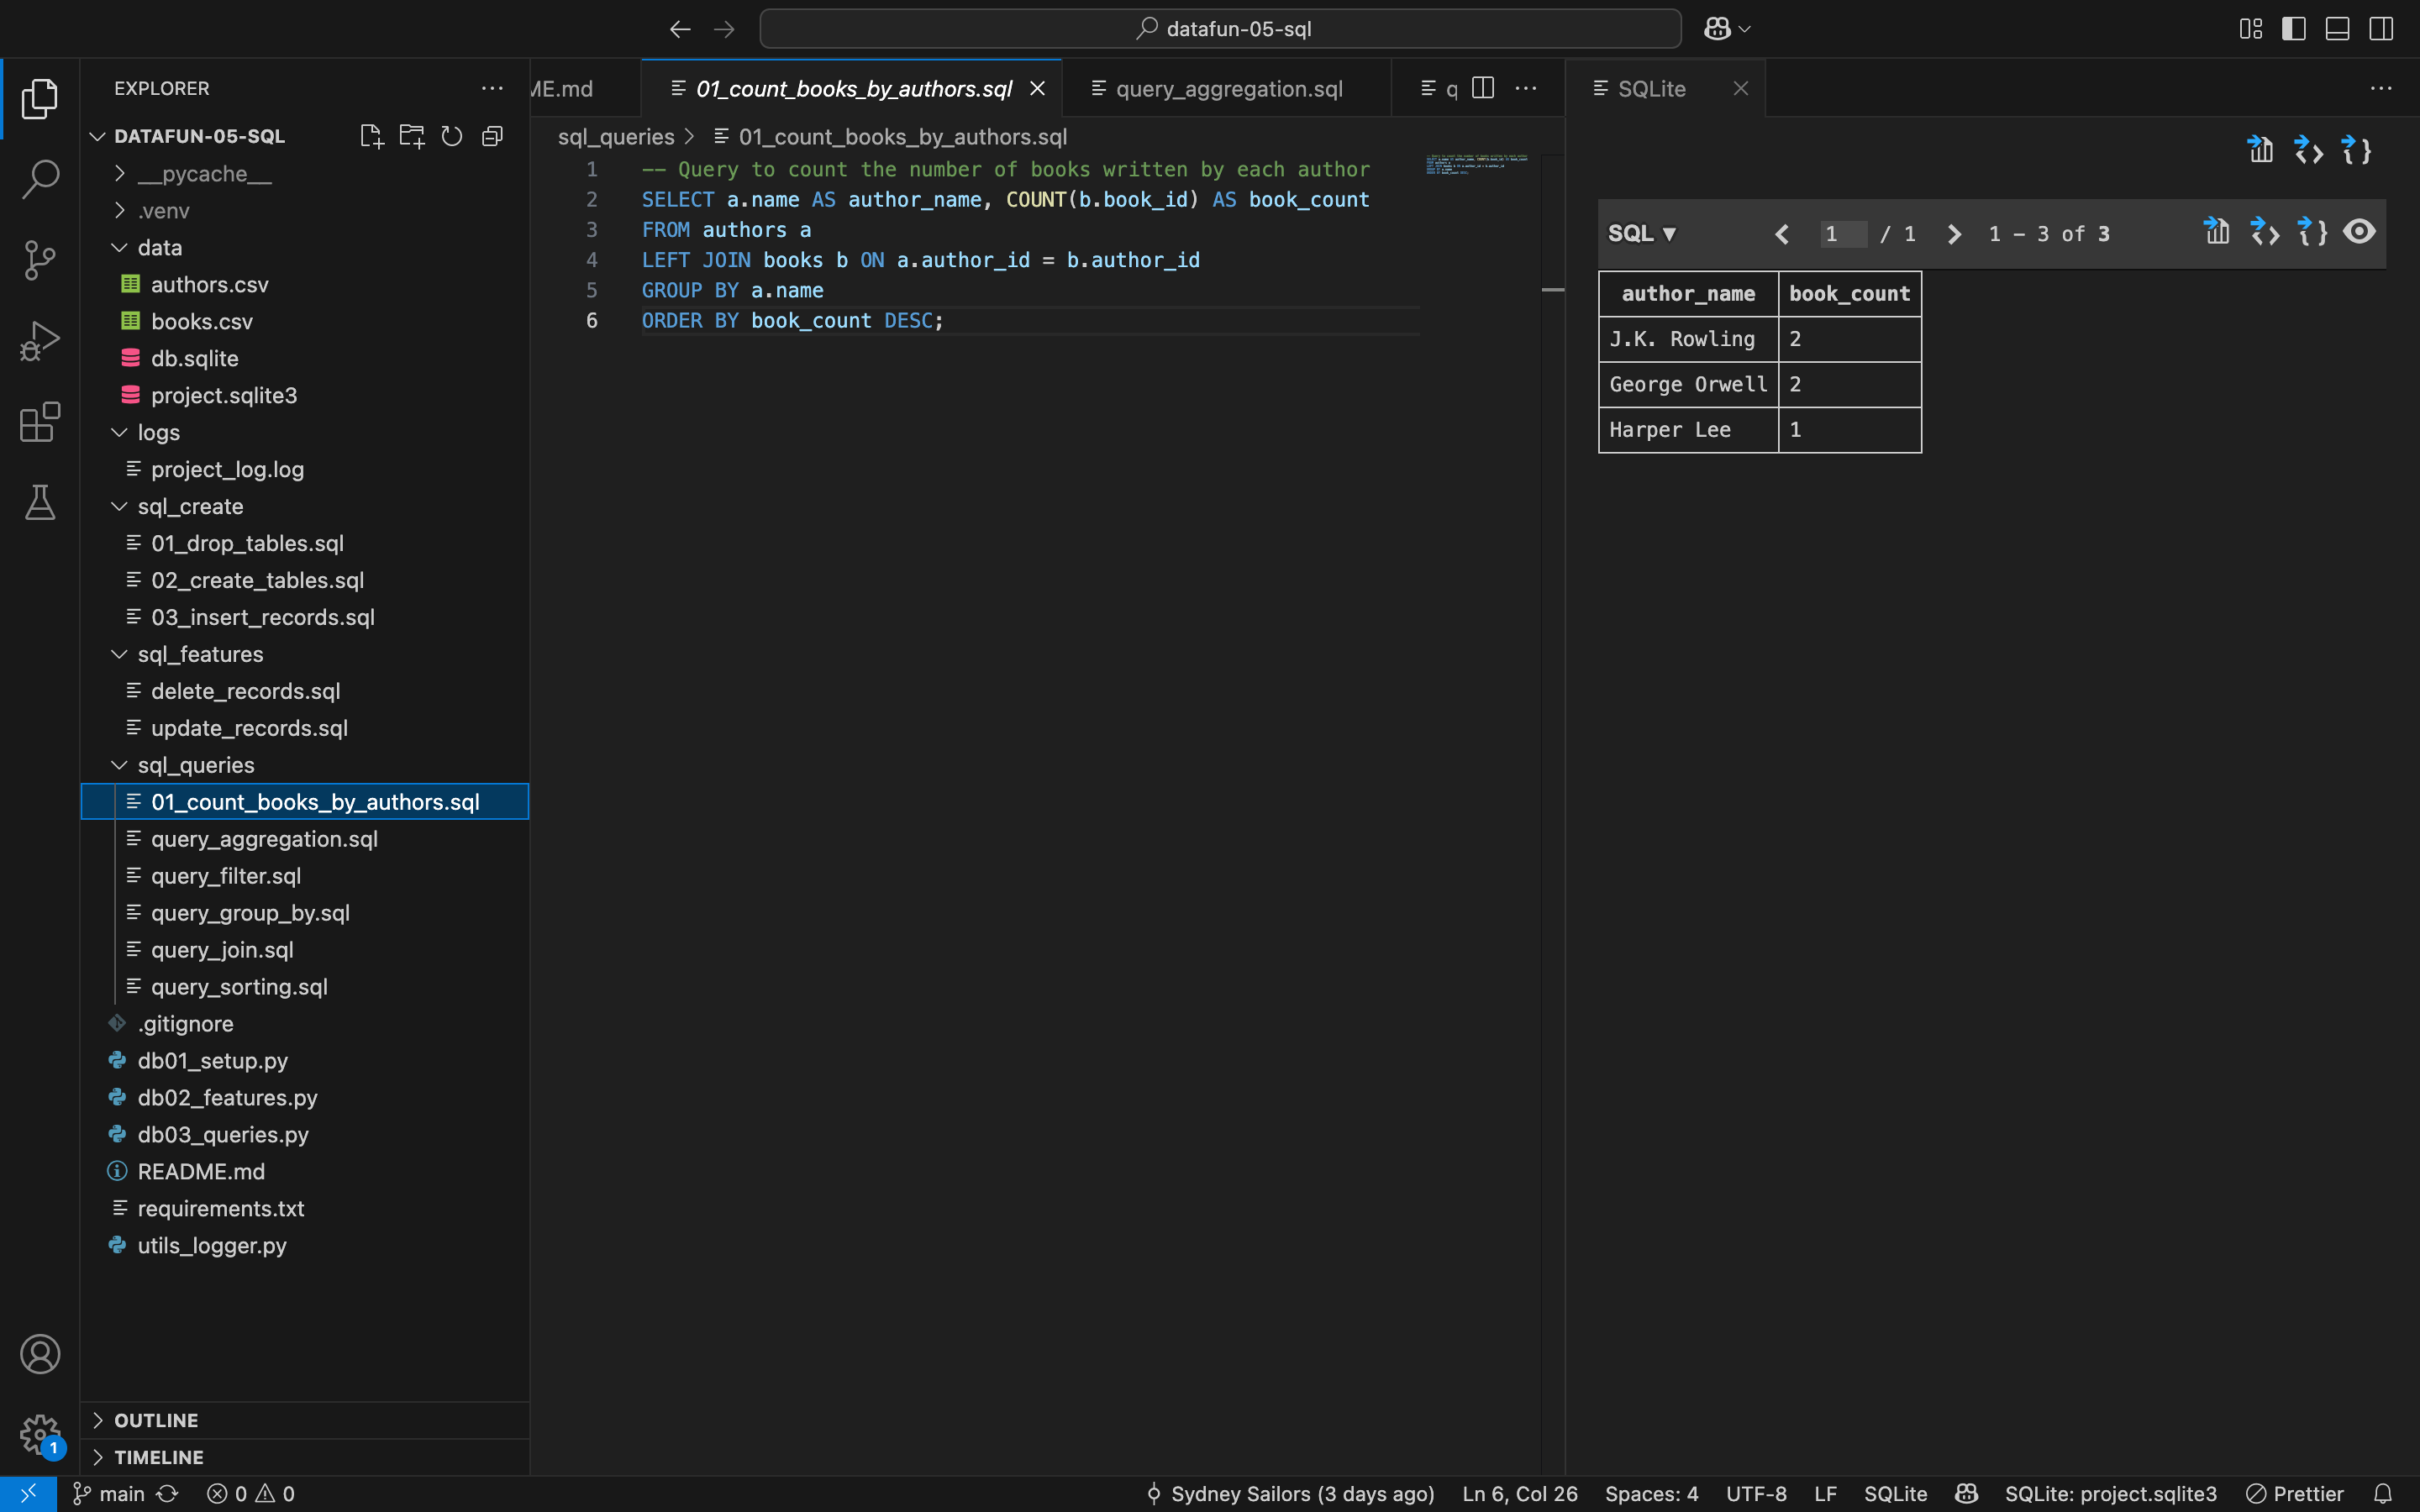 datafun-05-sql
EXPLORER
ME.md
01_count_books_by_authors.sql
query_aggregation.sql
q
SQLite
DATAFUN-05-SQL
__pycache__
.venv
data
authors.csv
books.csv
db.sqlite
project.sqlite3
logs
project_log.log
sql_create
01_drop_tables.sql
02_create_tables.sql
03_insert_records.sql
sql_features
delete_records.sql
update_records.sql
sql_queries
01_count_books_by_authors.sql
query_aggregation.sql
query_filter.sql
query_group_by.sql
query_join.sql
query_sorting.sql
.gitignore
db01_setup.py
db02_features.py
db03_queries.py
README.md
requirements.txt
utils_logger.py
OUTLINE
TIMELINE
1
sql_queries > 01_count_books_by_authors.sql
1 -- Query to count the number of books written by each author
2 SELECT a.name AS author_name, COUNT(b.book_id) AS book_count
3 FROM authors a
4 LEFT JOIN books b ON a.author_id = b.author_id
5 GROUP BY a.name
6 ORDER BY book_count DESC;
SQL ▼ 1 / 1 1 – 3 of 3
author_name book_count
J.K. Rowling 2
George Orwell 2
Harper Lee 1
main 0 0 Sydney Sailors (3 days ago) Ln 6, Col 26 Spaces: 4 UTF-8 LF SQLite SQLite: project.sqlite3 Prettier